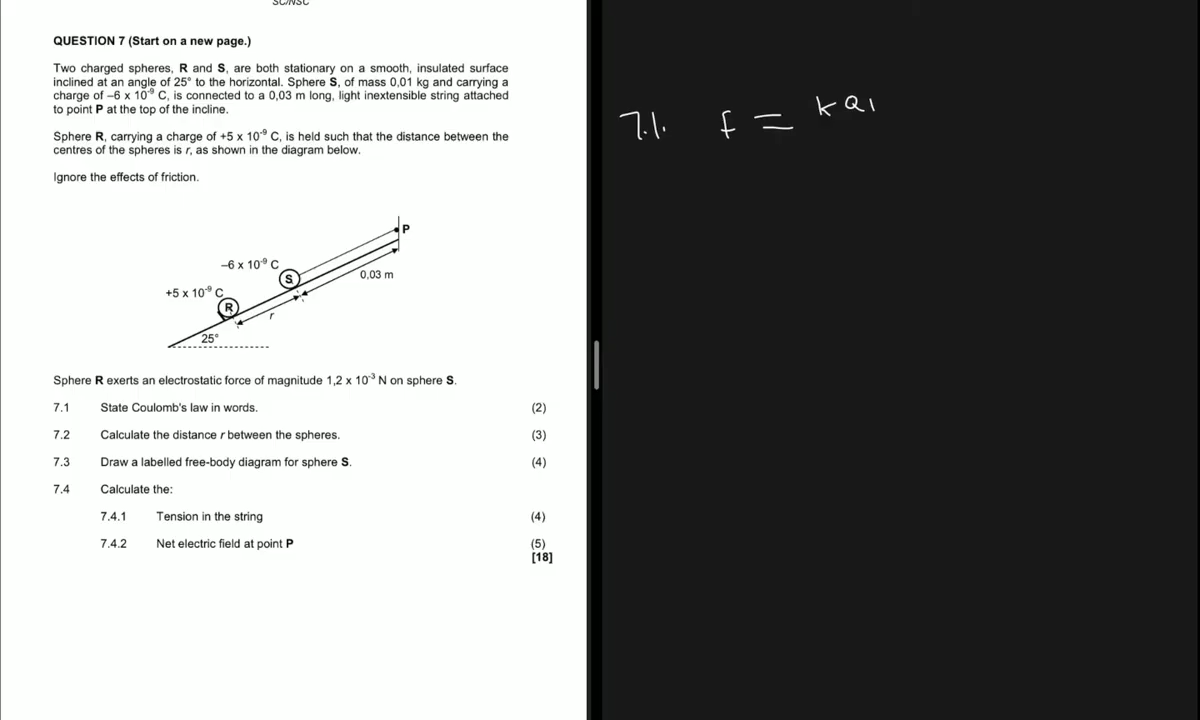 SC/NSC
QUESTION 7 (Start on a new page.)
Two charged spheres, R and S, are both stationary on a smooth, insulated surface
inclined at an angle of 25° to the horizontal. Sphere S, of mass 0,01 kg and carrying a
charge of –6 x 10⁻⁹ C, is connected to a 0,03 m long, light inextensible string attached
to point P at the top of the incline.
Sphere R, carrying a charge of +5 x 10⁻⁹ C, is held such that the distance between the
centres of the spheres is r, as shown in the diagram below.
Ignore the effects of friction.
P
–6 x 10⁻⁹ C
S
0,03 m
+5 x 10⁻⁹ C
R
r
25°
Sphere R exerts an electrostatic force of magnitude 1,2 x 10⁻³ N on sphere S.
7.1 State Coulomb's law in words. (2)
7.2 Calculate the distance r between the spheres. (3)
7.3 Draw a labelled free-body diagram for sphere S. (4)
7.4 Calculate the:
7.4.1 Tension in the string (4)
7.4.2 Net electric field at point P (5)
[18]
7.1. F = kQ1